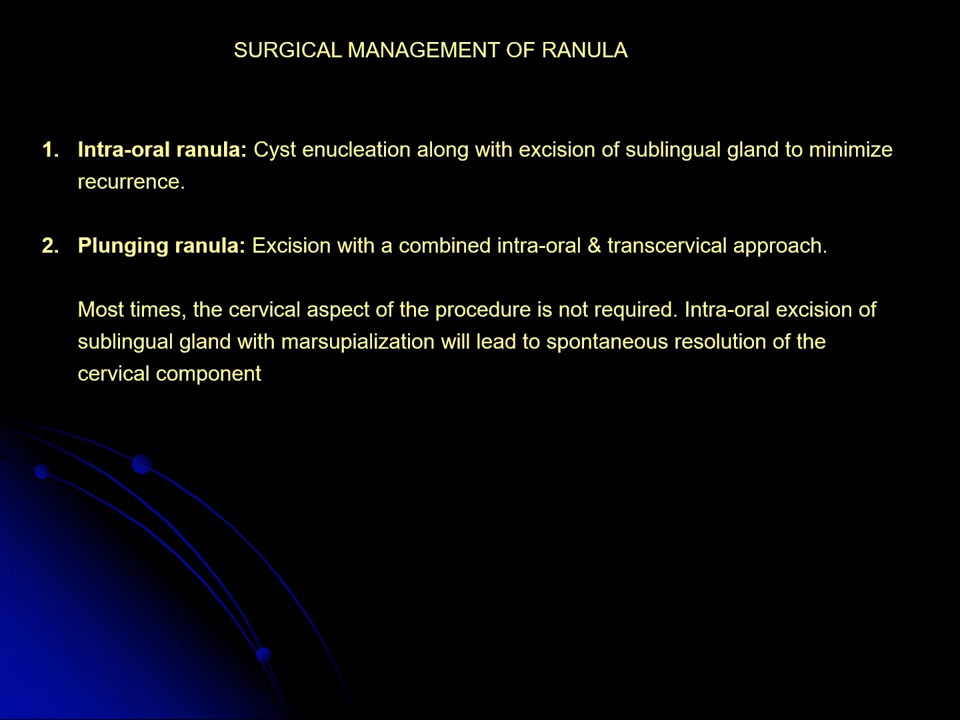 SURGICAL MANAGEMENT OF RANULA
1. Intra-oral ranula: Cyst enucleation along with excision of sublingual gland to minimize
recurrence.
2. Plunging ranula: Excision with a combined intra-oral & transcervical approach.
Most times, the cervical aspect of the procedure is not required. Intra-oral excision of
sublingual gland with marsupialization will lead to spontaneous resolution of the
cervical component